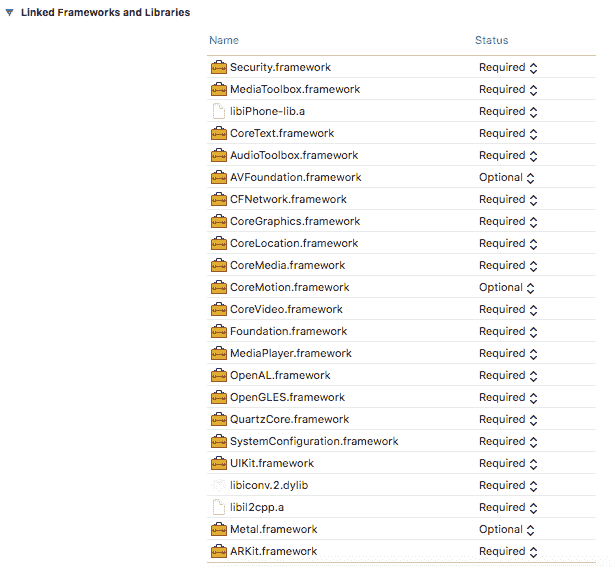 Linked Frameworks and Libraries
Name Status
Security.framework Required
MediaToolbox.framework Required
libiPhone-lib.a Required
CoreText.framework Required
AudioToolbox.framework Required
AVFoundation.framework Optional
CFNetwork.framework Required
CoreGraphics.framework Required
CoreLocation.framework Required
CoreMedia.framework Required
CoreMotion.framework Optional
CoreVideo.framework Required
Foundation.framework Required
MediaPlayer.framework Required
OpenAL.framework Required
OpenGLES.framework Required
QuartzCore.framework Required
SystemConfiguration.framework Required
UIKit.framework Required
libiconv.2.dylib Required
libil2cpp.a Required
Metal.framework Optional
ARKit.framework Required